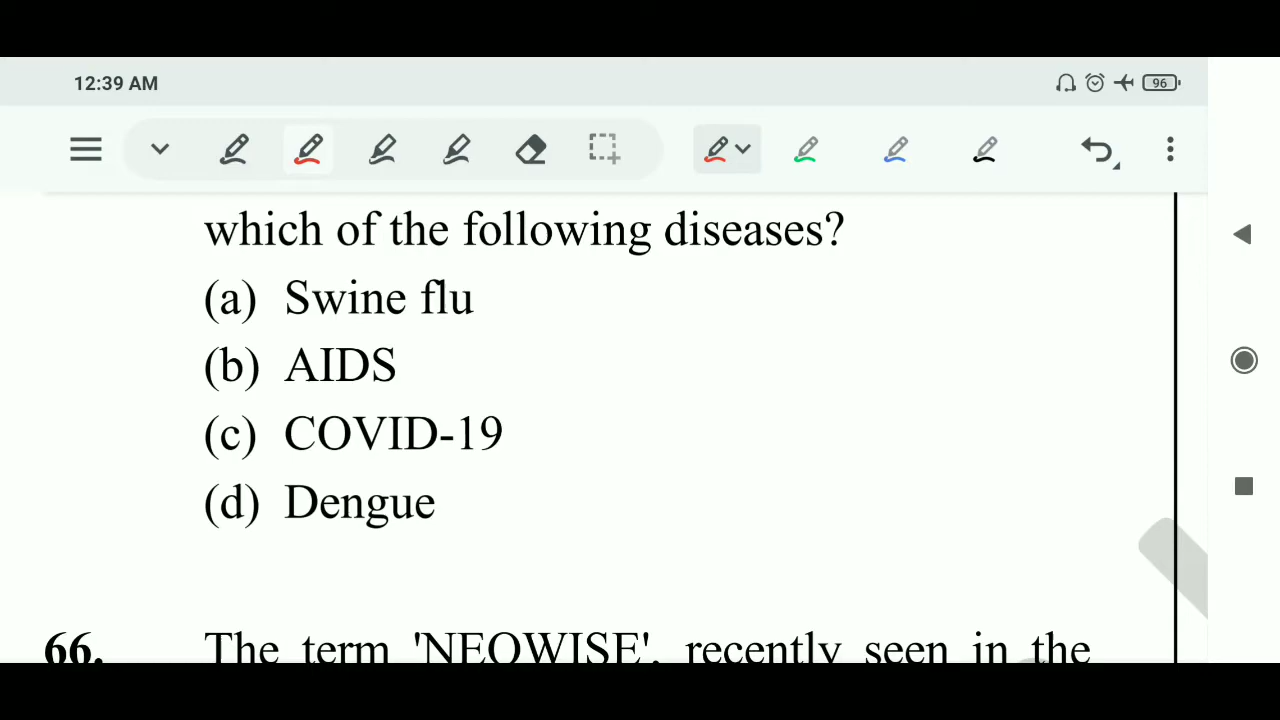 12:39 AM
96
which of the following diseases?
(a) Swine flu
(b) AIDS
(c) COVID-19
(d) Dengue
66. The term 'NEOWISE', recently seen in the